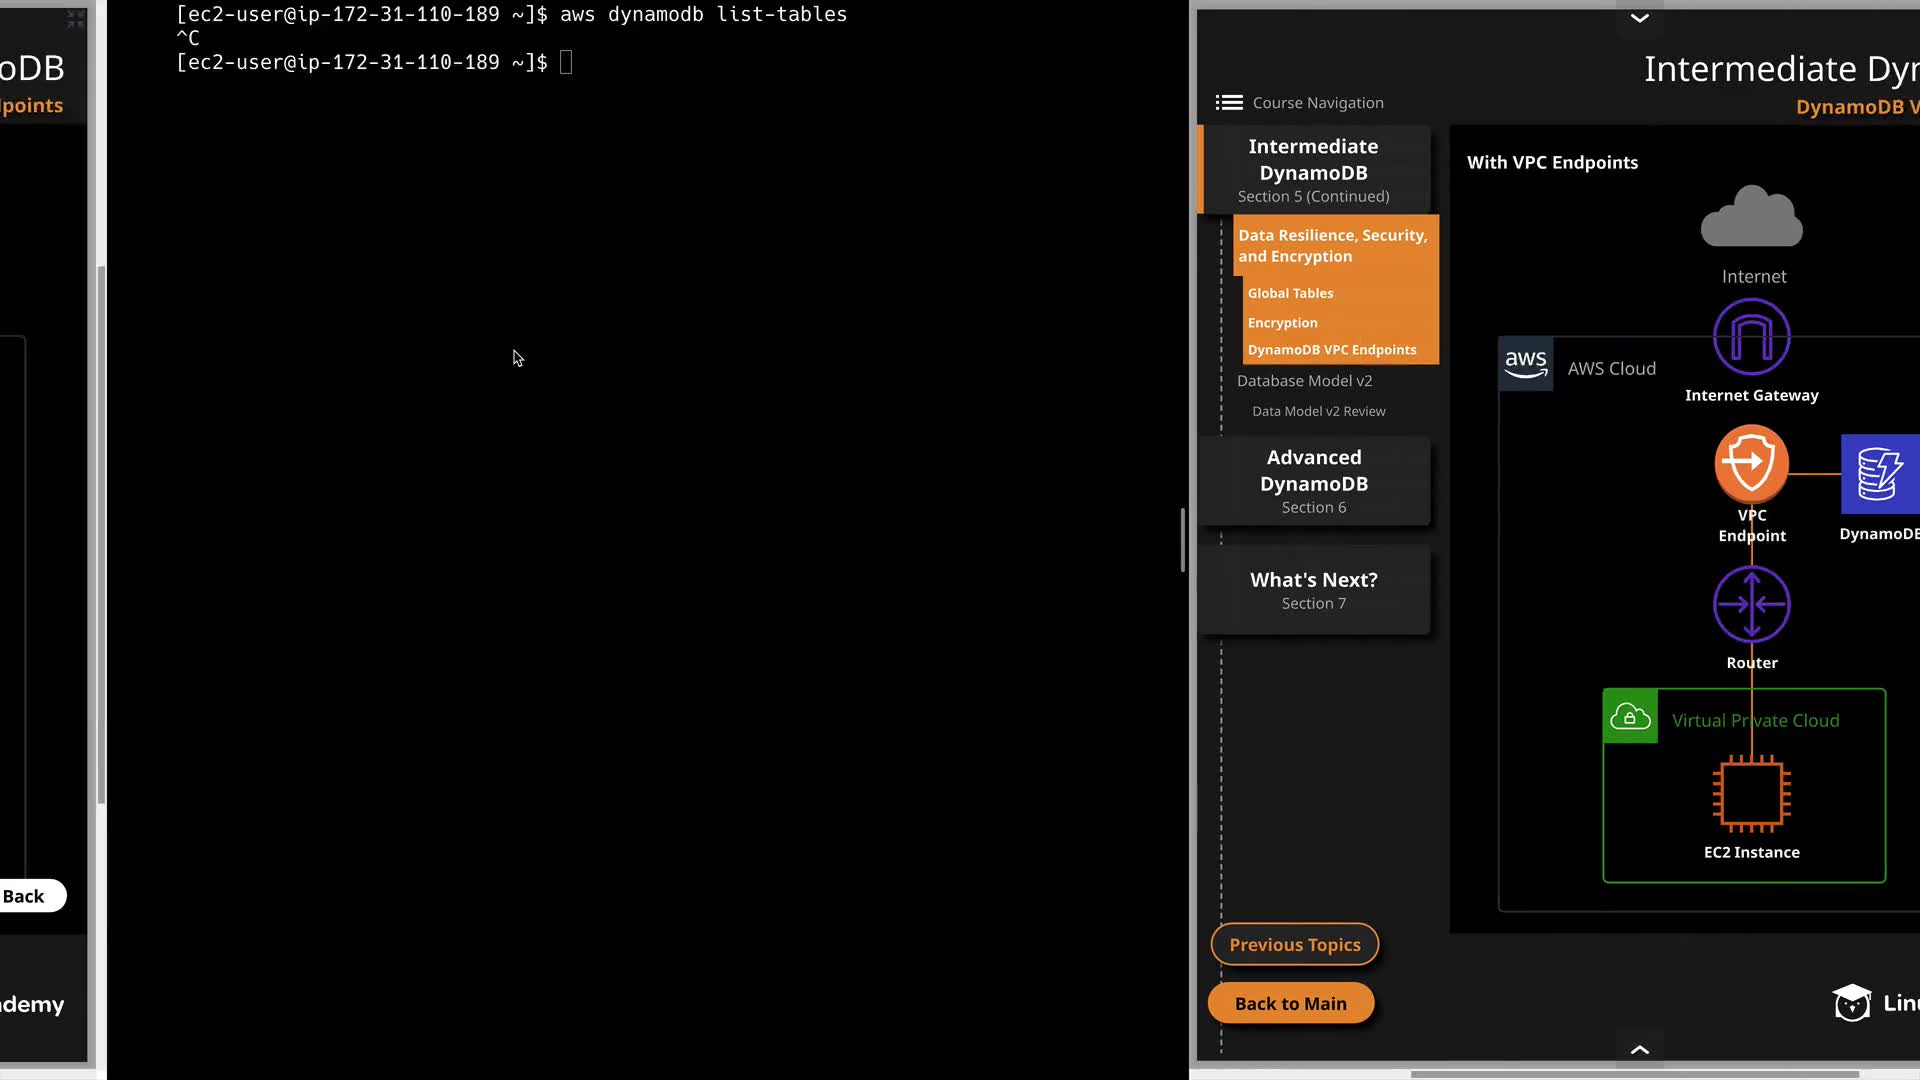 oDB
points
Back
demy
[ec2-user@ip-172-31-110-189 ~]$ aws dynamodb list-tables
^C
[ec2-user@ip-172-31-110-189 ~]$
Intermediate Dyn
DynamoDB V
Course Navigation
Intermediate
DynamoDB
Section 5 (Continued)
Data Resilience, Security,
and Encryption
Global Tables
Encryption
DynamoDB VPC Endpoints
Database Model v2
Data Model v2 Review
Advanced
DynamoDB
Section 6
What's Next?
Section 7
Previous Topics
Back to Main
With VPC Endpoints
Internet
aws
AWS Cloud
Internet Gateway
VPC
Endpoint
DynamoDB
Router
Virtual Private Cloud
EC2 Instance
Linu